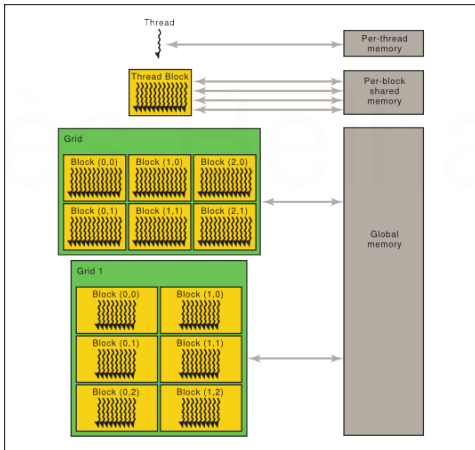 Thread
Per-thread
memory
Thread Block
Per-block
shared
memory
Grid
Block (0,0)
Block (1,0)
Block (2,0)
Block (0,1)
Block (1,1)
Block (2,1)
Global
memory
Grid 1
Block (0,0)
Block (1,0)
Block (0,1)
Block (1,1)
Block (0,2)
Block (1,2)